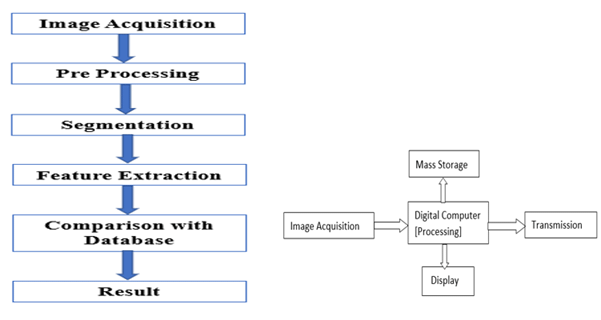 Image Acquisition
Pre Processing
Segmentation
Feature Extraction
Comparison with
Database
Result
Mass Storage
Image Acquisition
Digital Computer
[Processing]
Transmission
Display